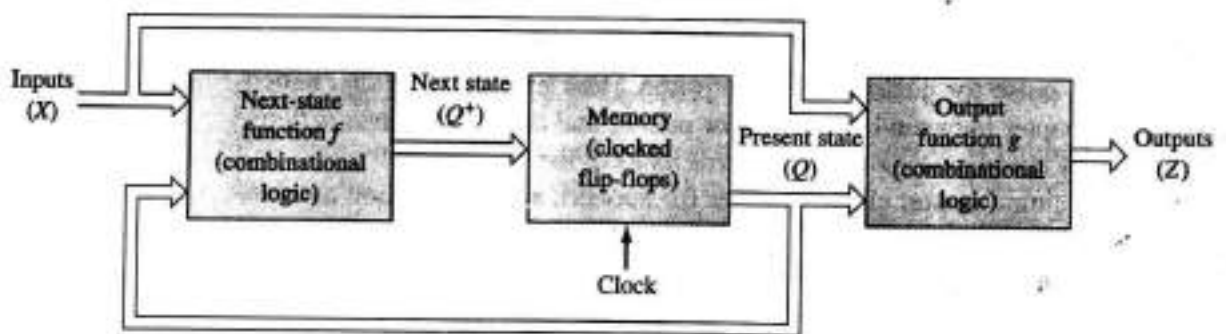 Inputs
(X)
Next-state
function f
(combinational
logic)
Next state
(Q⁺)
Memory
(clocked
flip-flops)
Clock
Present state
(Q)
Output
function g
(combinational
logic)
Outputs
(Z)